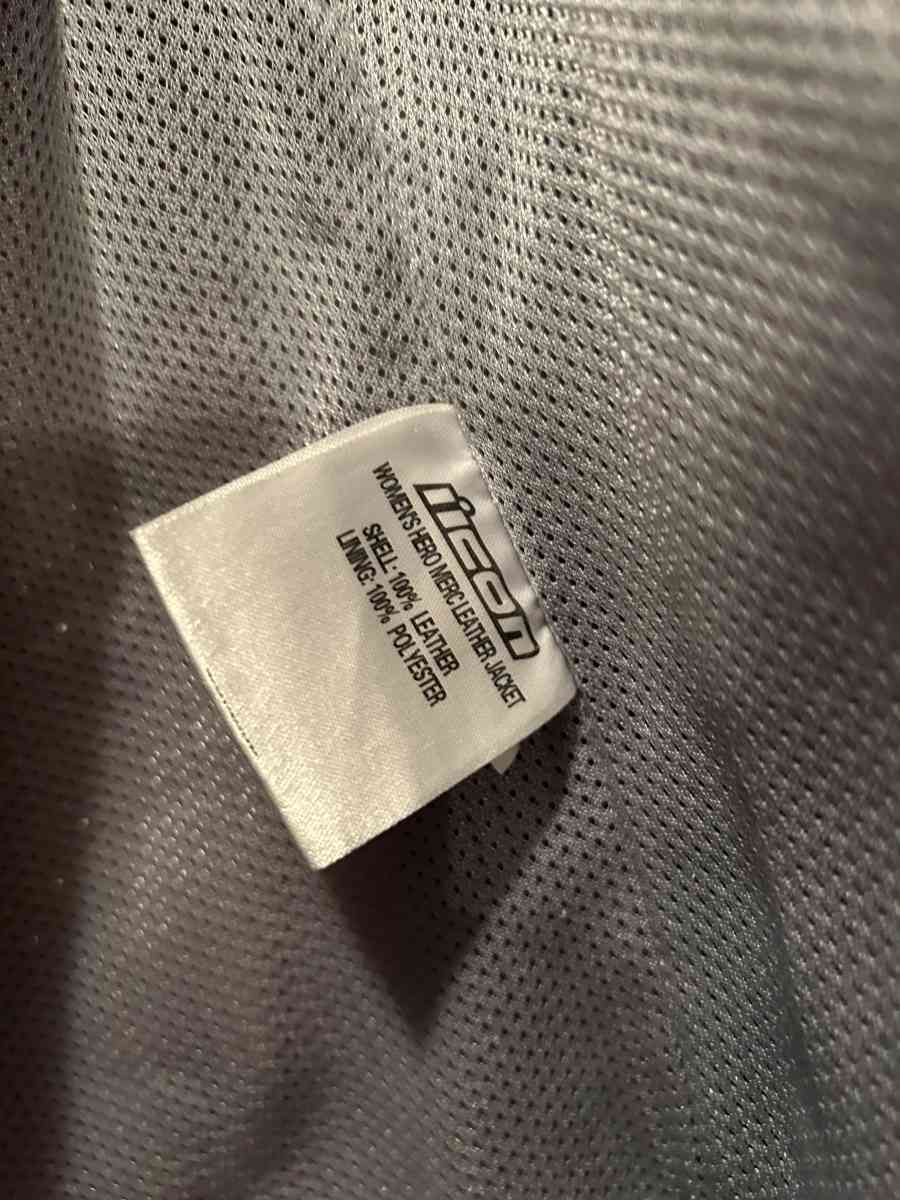 icon
WOMEN'S HERO MERC LEATHER JACKET
SHELL: 100% LEATHER
LINING: 100% POLYESTER